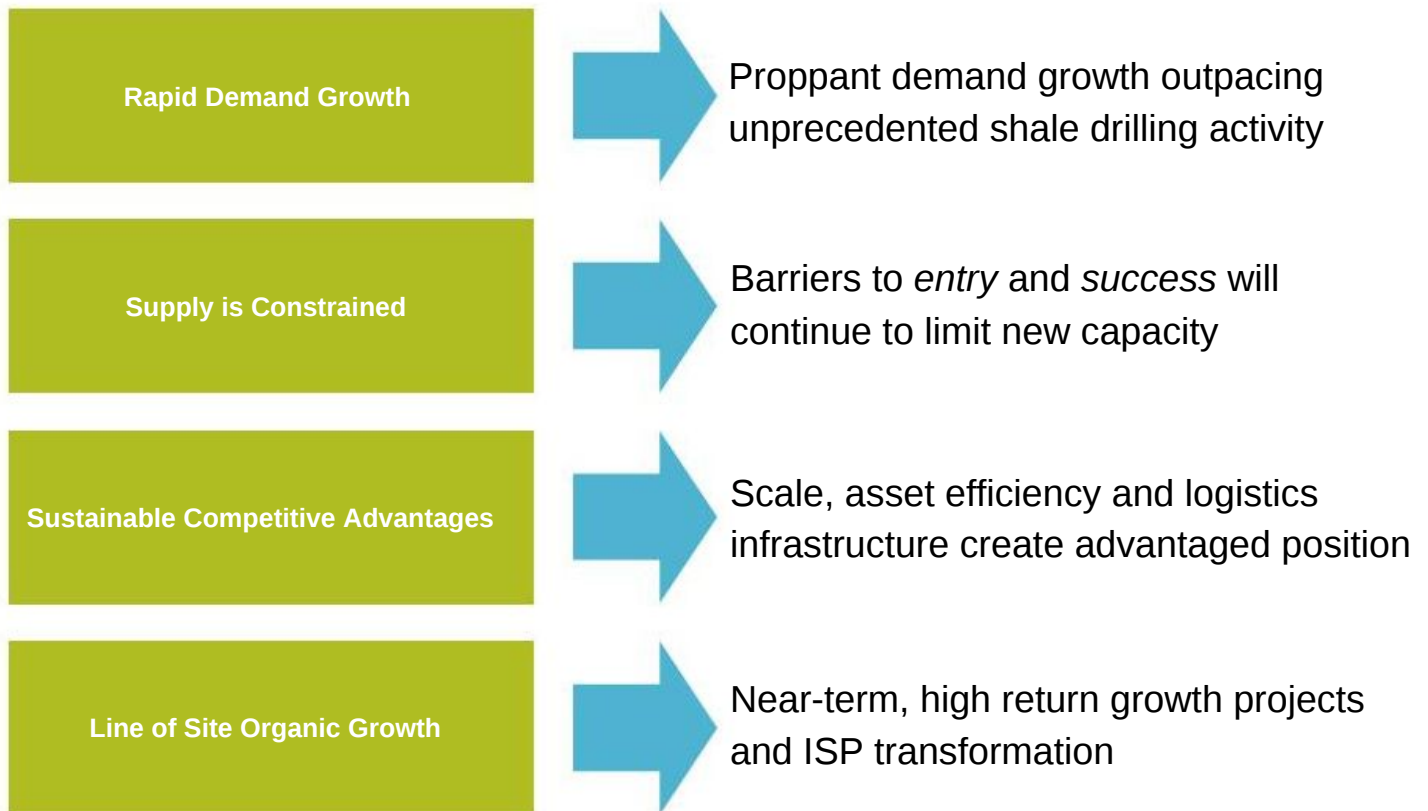 Rapid Demand Growth
Proppant demand growth outpacing
unprecedented shale drilling activity
Supply is Constrained
Barriers to entry and success will
continue to limit new capacity
Sustainable Competitive Advantages
Scale, asset efficiency and logistics
infrastructure create advantaged position
Line of Site Organic Growth
Near-term, high return growth projects
and ISP transformation